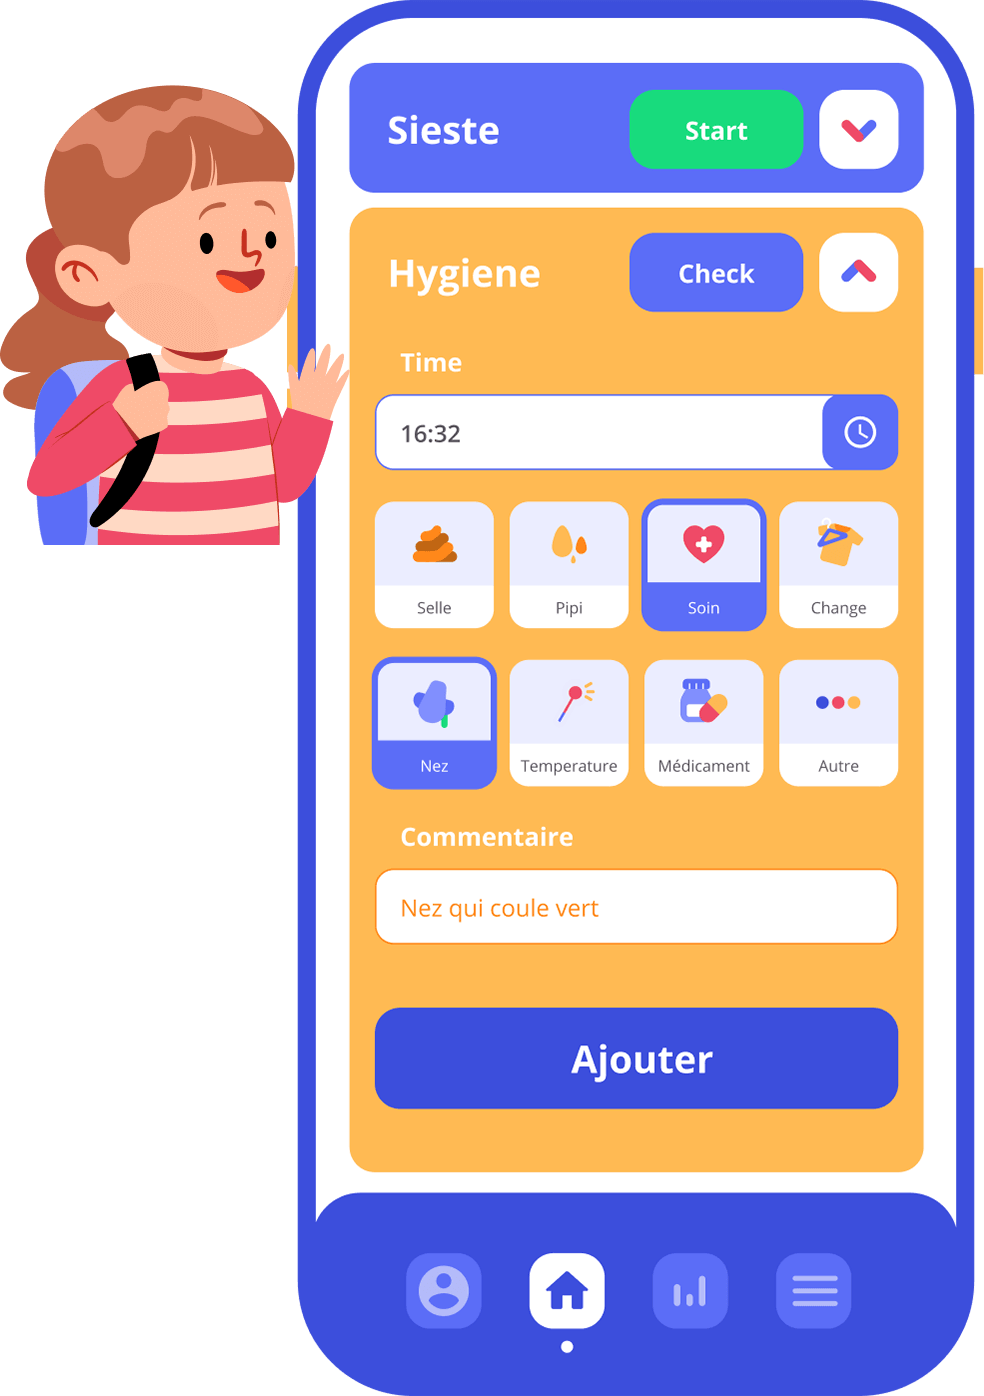 Sieste
Start
Hygiene
Check
Time
16:32
Selle
Pipi
Soin
Change
Nez
Temperature
Médicament
Autre
Commentaire
Nez qui coule vert
Ajouter